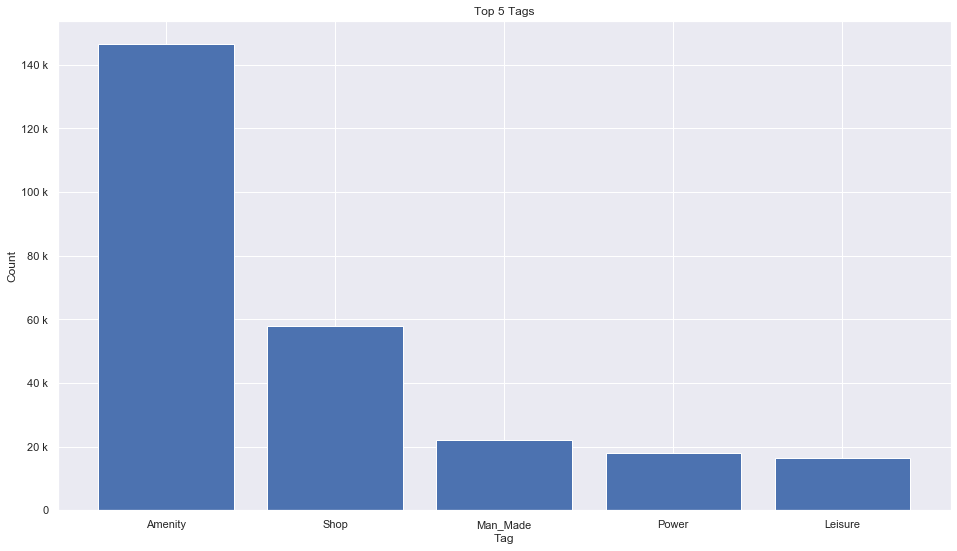 Top 5 Tags
140 k
120 k
100 k
80 k
60 k
40 k
20 k
0
Count
Amenity Shop Man_Made Power Leisure
Tag